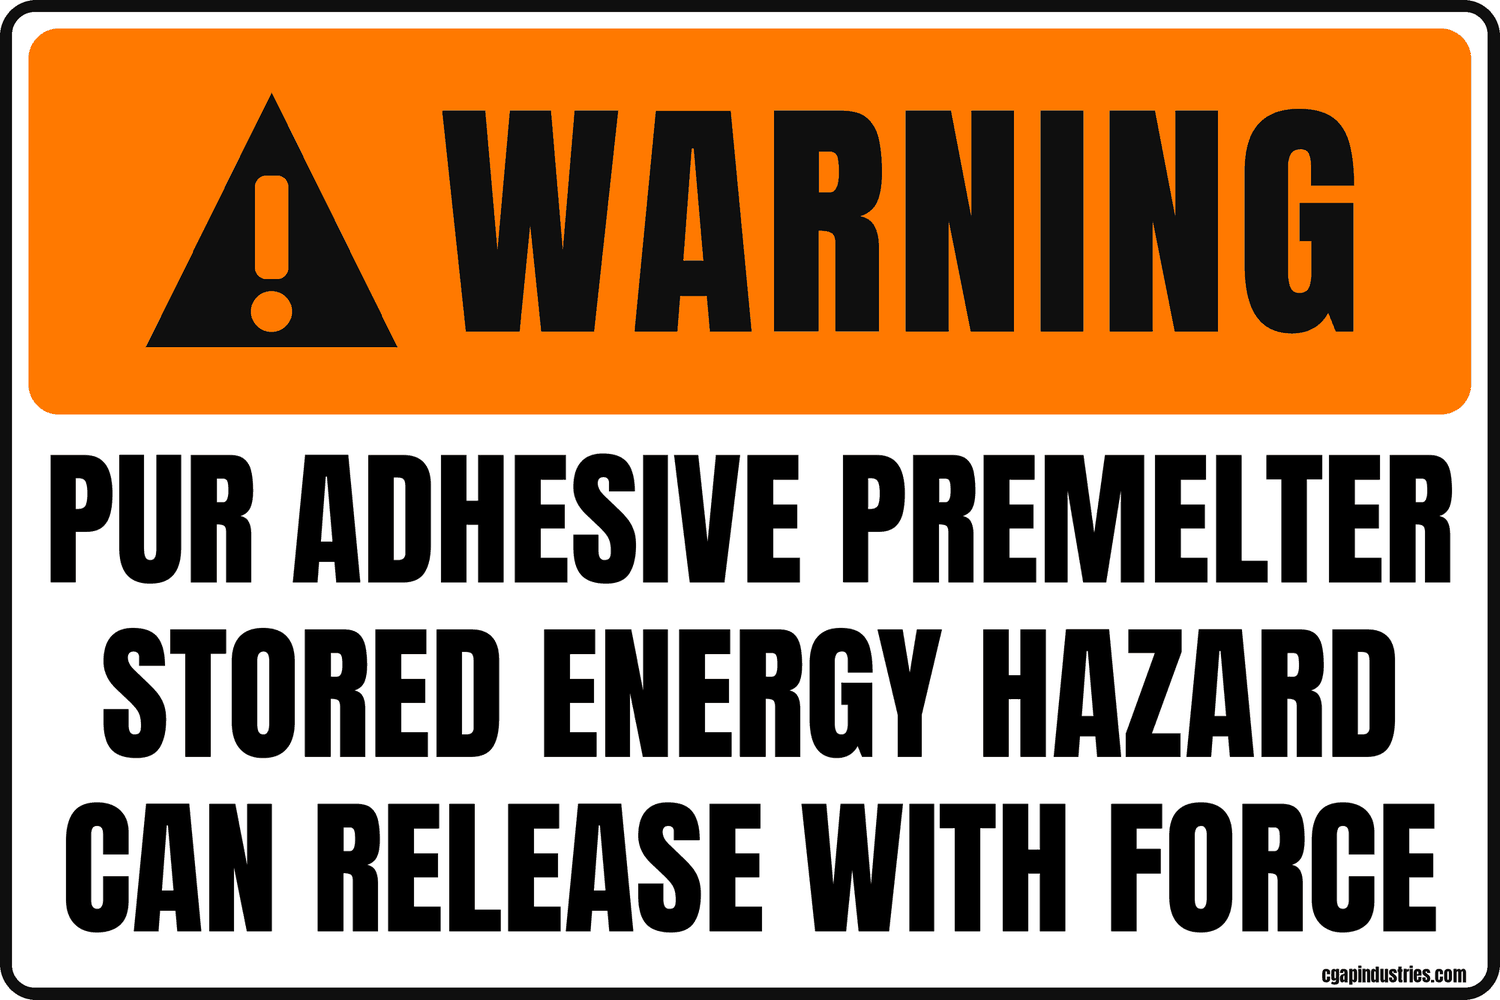 WARNING
PUR ADHESIVE PREMELTER
STORED ENERGY HAZARD
CAN RELEASE WITH FORCE
cgapindustries.com